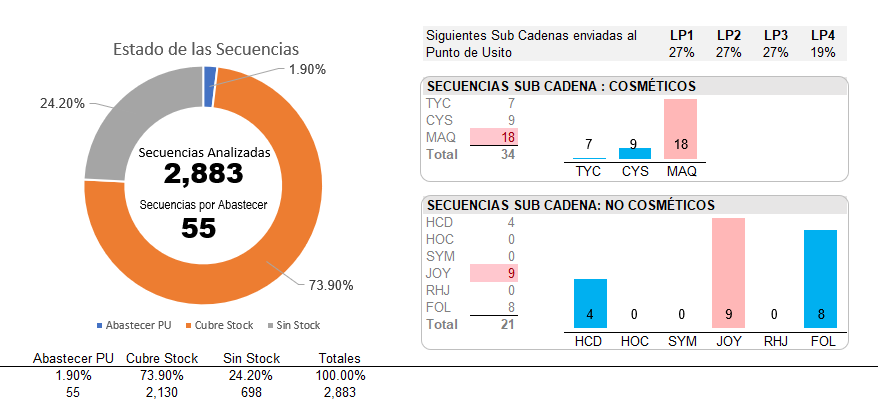 Estado de las Secuencias
1.90%
24.20%
Secuencias Analizadas
2,883
Secuencias por Abastecer
55
73.90%
Abastecer PU Cubre Stock Sin Stock
Abastecer PU Cubre Stock Sin Stock Totales
1.90% 73.90% 24.20% 100.00%
55 2,130 698 2,883
Siguientes Sub Cadenas enviadas al LP1 LP2 LP3 LP4
Punto de Usito 27% 27% 27% 19%
SECUENCIAS SUB CADENA : COSMÉTICOS
TYC 7
CYS 9
MAQ 18
Total 34
7 9 18
TYC CYS MAQ
SECUENCIAS SUB CADENA: NO COSMÉTICOS
HCD 4
HOC 0
SYM 0
JOY 9
RHJ 0
FOL 8
Total 21
4 0 0 9 0 8
HCD HOC SYM JOY RHJ FOL